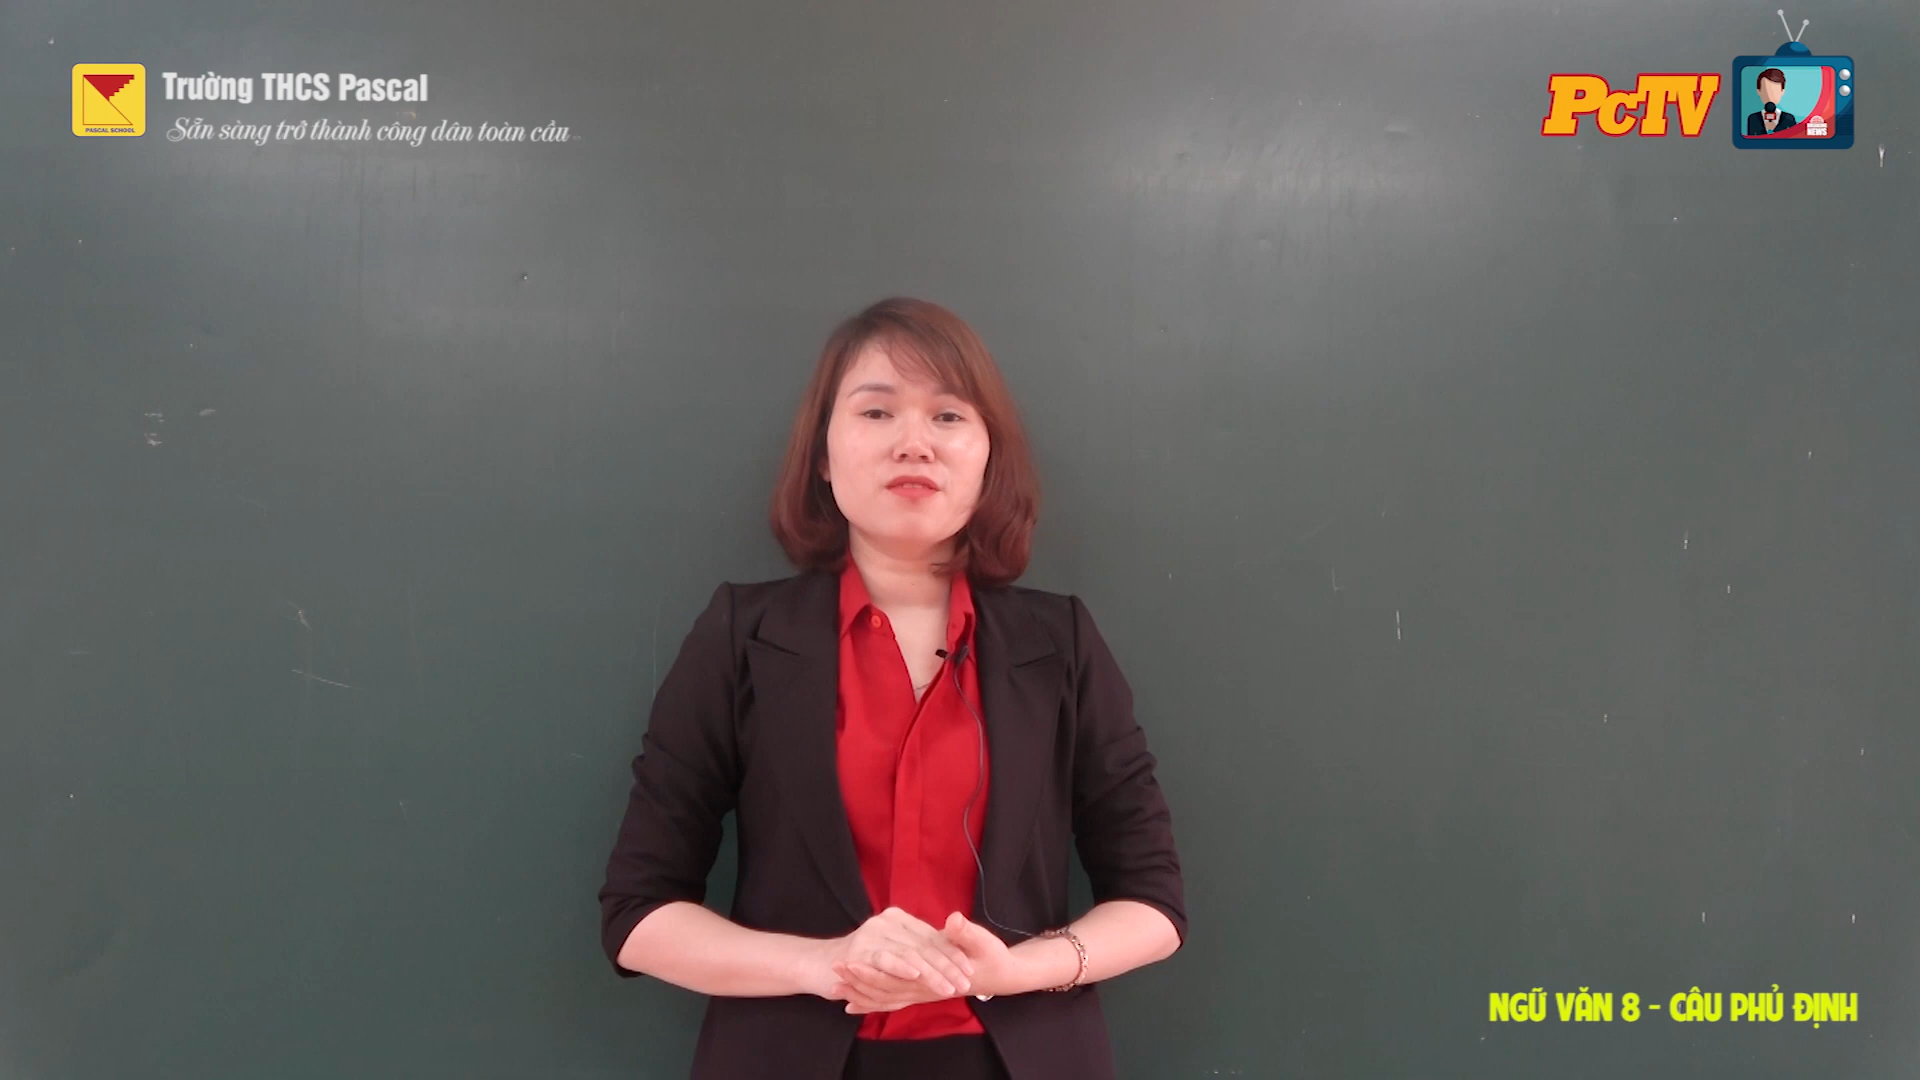 Trường THCS Pascal
Sẵn sàng trở thành công dân toàn cầu
PASCAL SCHOOL
PcTV
NEWS
NGỮ VĂN 8 - CÂU PHỦ ĐỊNH